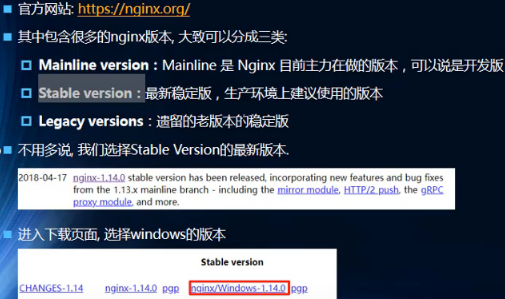 官方网站: https://nginx.org/
其中包含很多的nginx版本, 大致可以分成三类:
Mainline version：Mainline 是 Nginx 目前主力在做的版本，可以说是开发版
Stable version：最新稳定版，生产环境上建议使用的版本
Legacy versions：遗留的老版本的稳定版
不用多说, 我们选择Stable Version的最新版本.
2018-04-17 nginx-1.14.0 stable version has been released, incorporating new features and bug fixes
from the 1.13.x mainline branch - including the mirror module, HTTP/2 push, the gRPC
proxy module, and more.
进入下载页面, 选择windows的版本
Stable version
CHANGES-1.14 nginx-1.14.0 pgp nginx/Windows-1.14.0 pgp